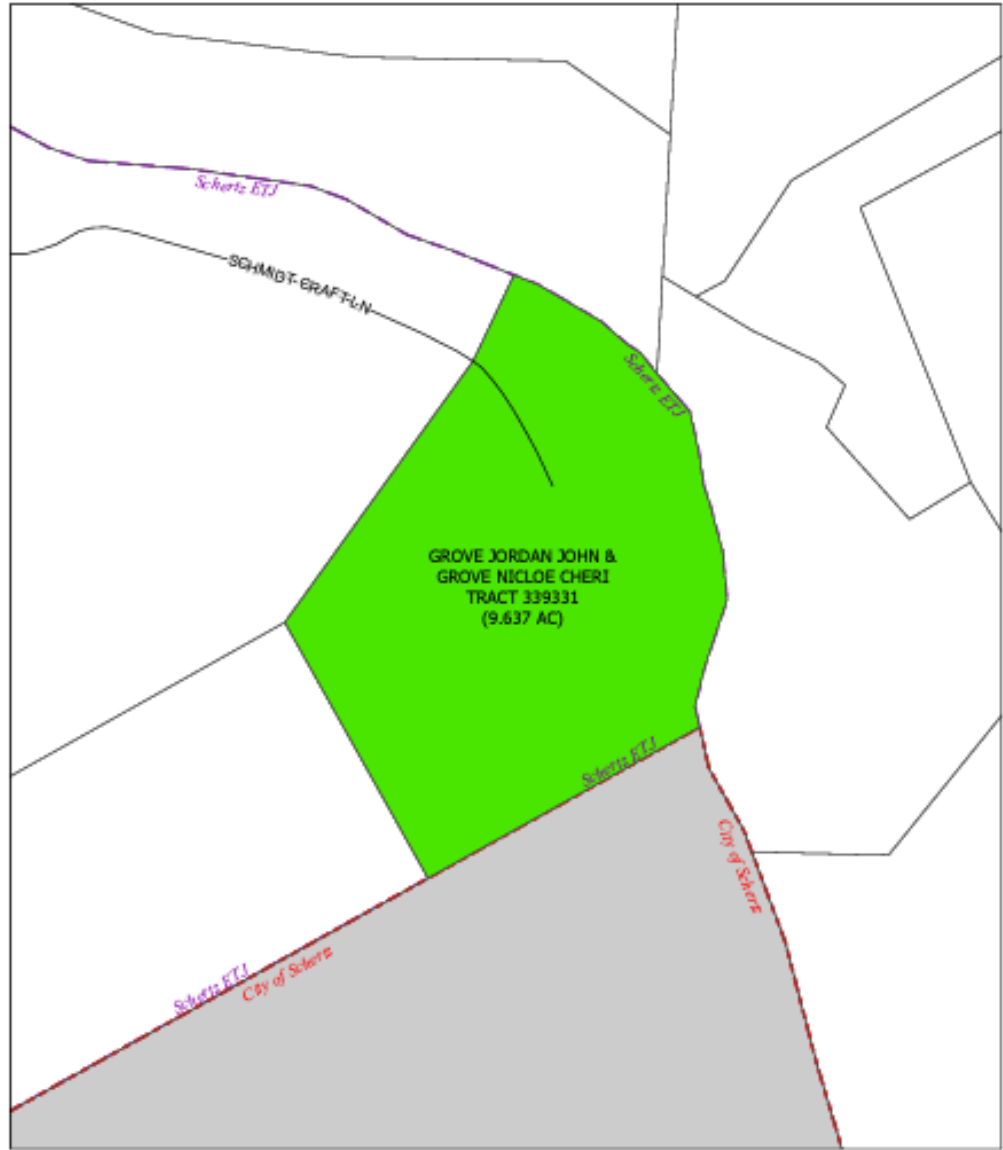 Schertz ETJ
SCHMIDT-CRAFT-LN
Schertz ETJ
GROVE JORDAN JOHN &
GROVE NICLOE CHERI
TRACT 339331
(9.637 AC)
Schertz ETJ
City of Schertz
Schertz ETJ
City of Schertz